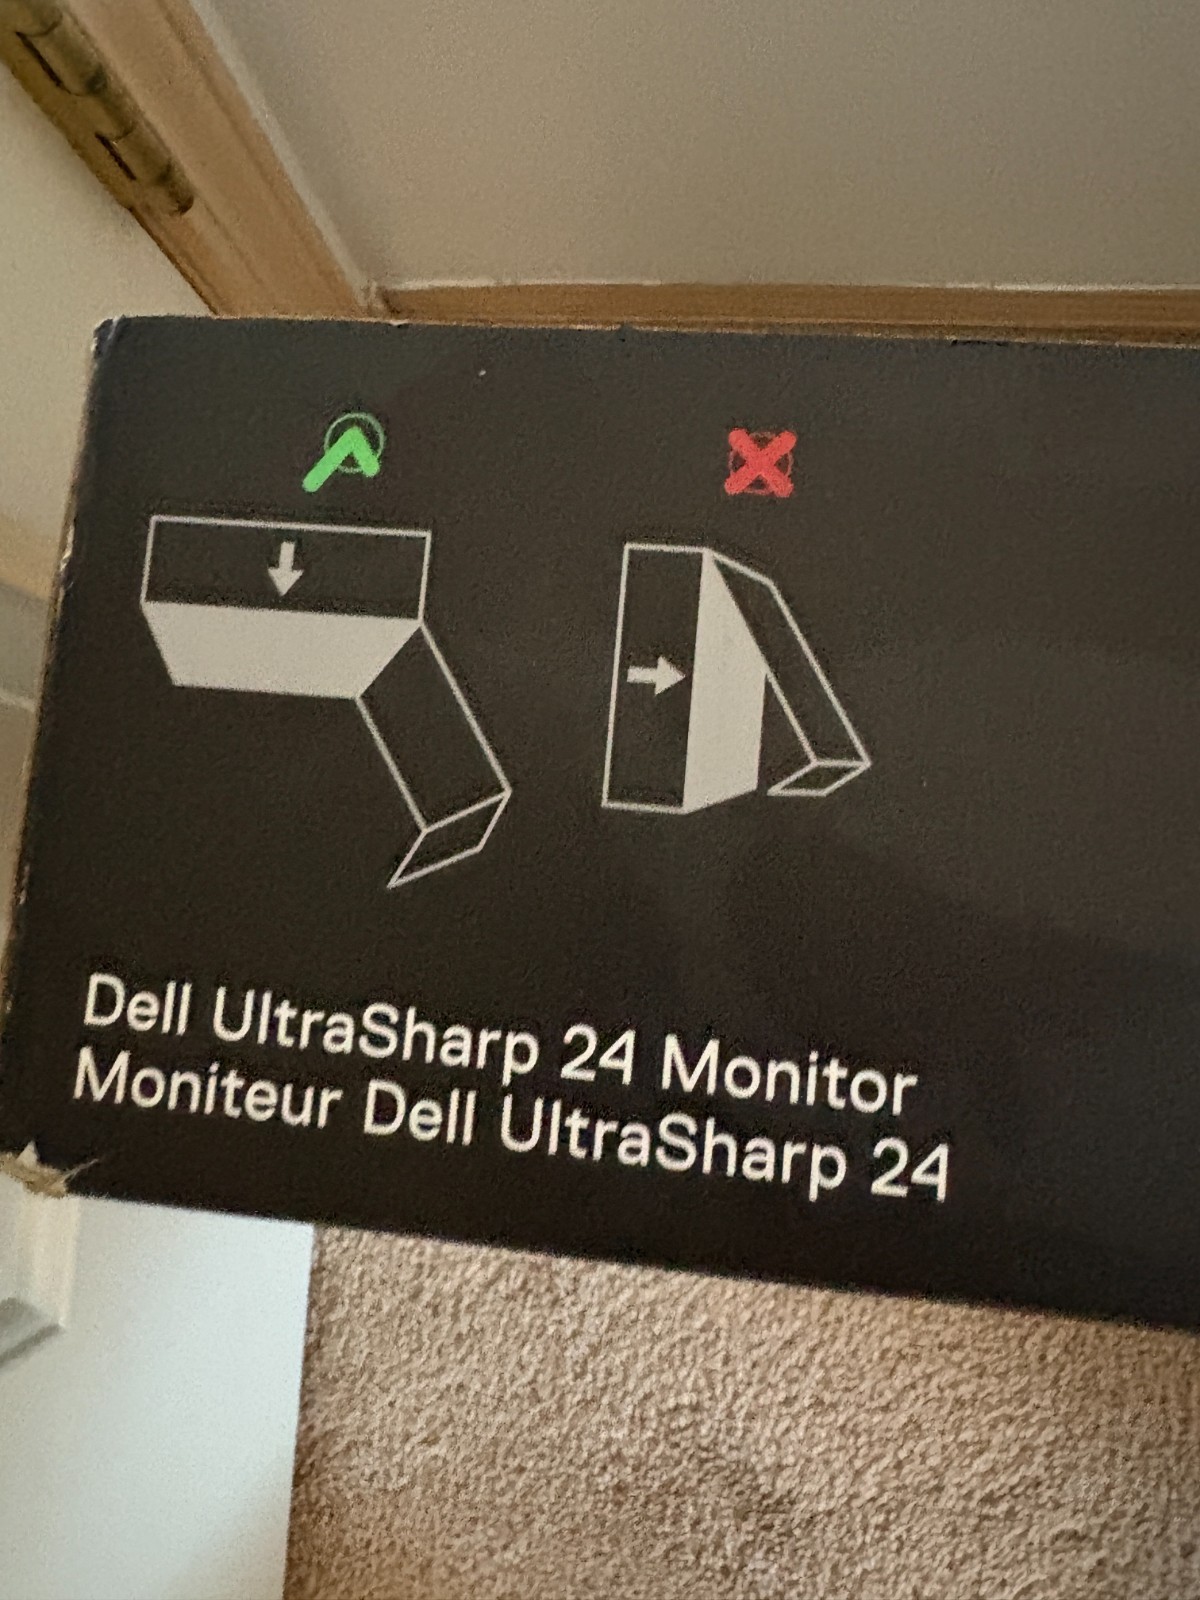 Dell UltraSharp 24 Monitor
Moniteur Dell UltraSharp 24